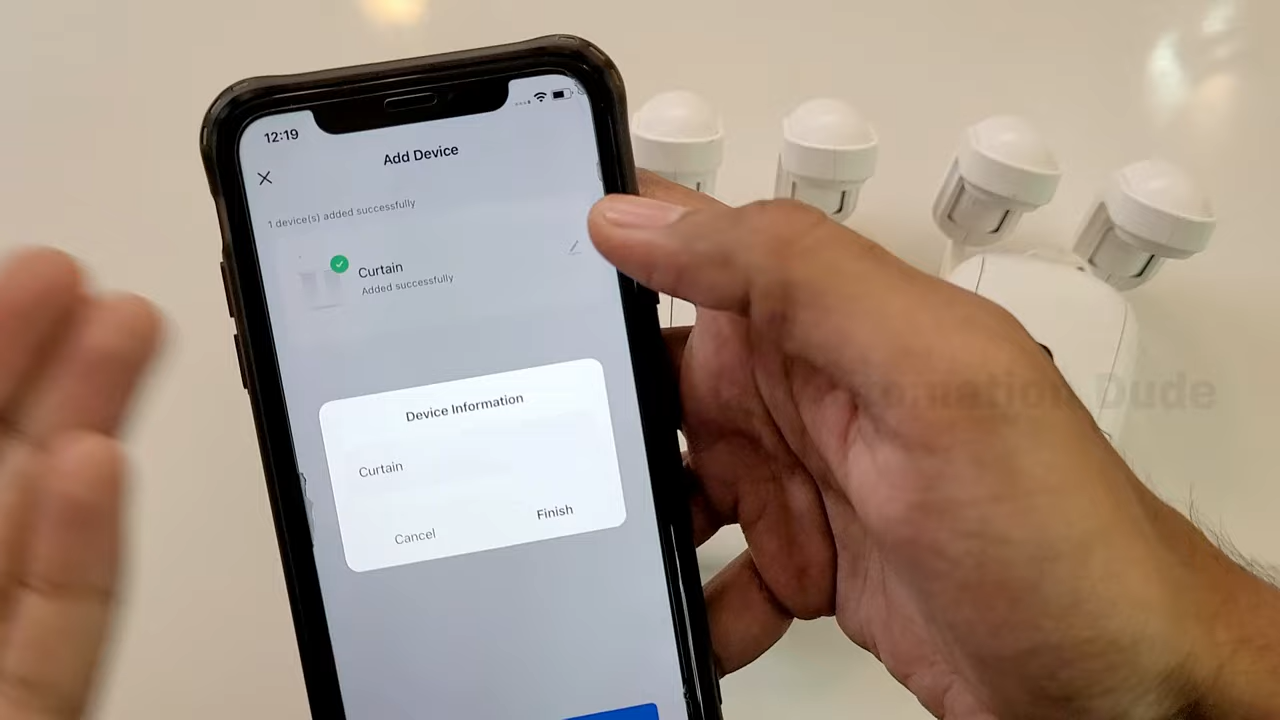 12:19
Add Device
1 device(s) added successfully
Curtain
Added successfully
Device Information
Curtain
Cancel
Finish
Dude